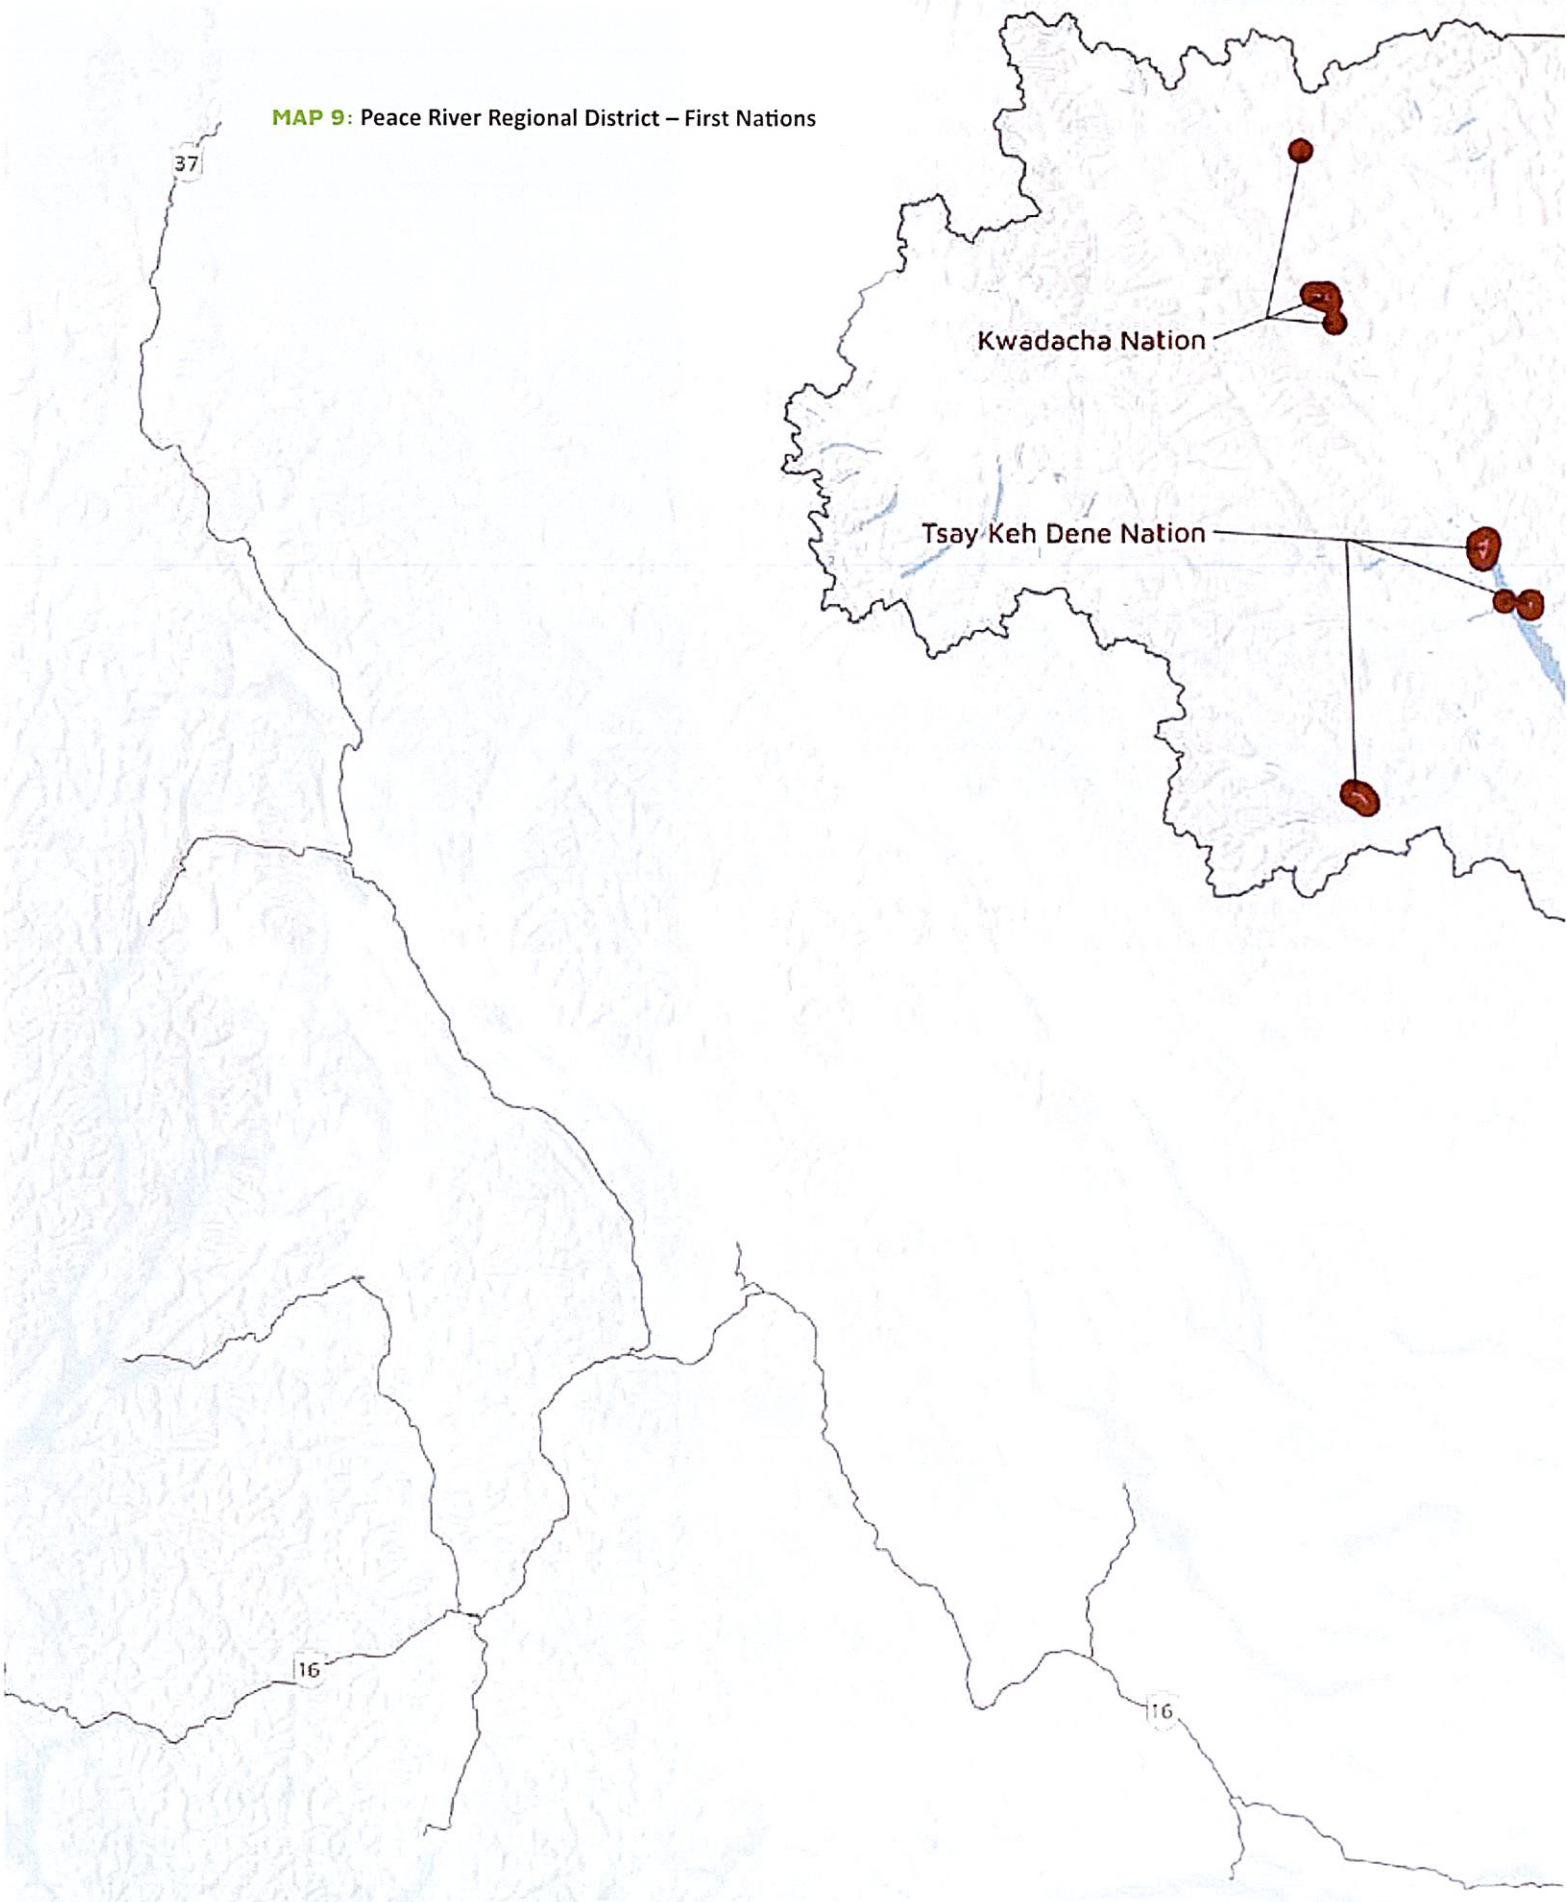 MAP 9: Peace River Regional District – First Nations
37
Kwadacha Nation
Tsay Keh Dene Nation
16
16